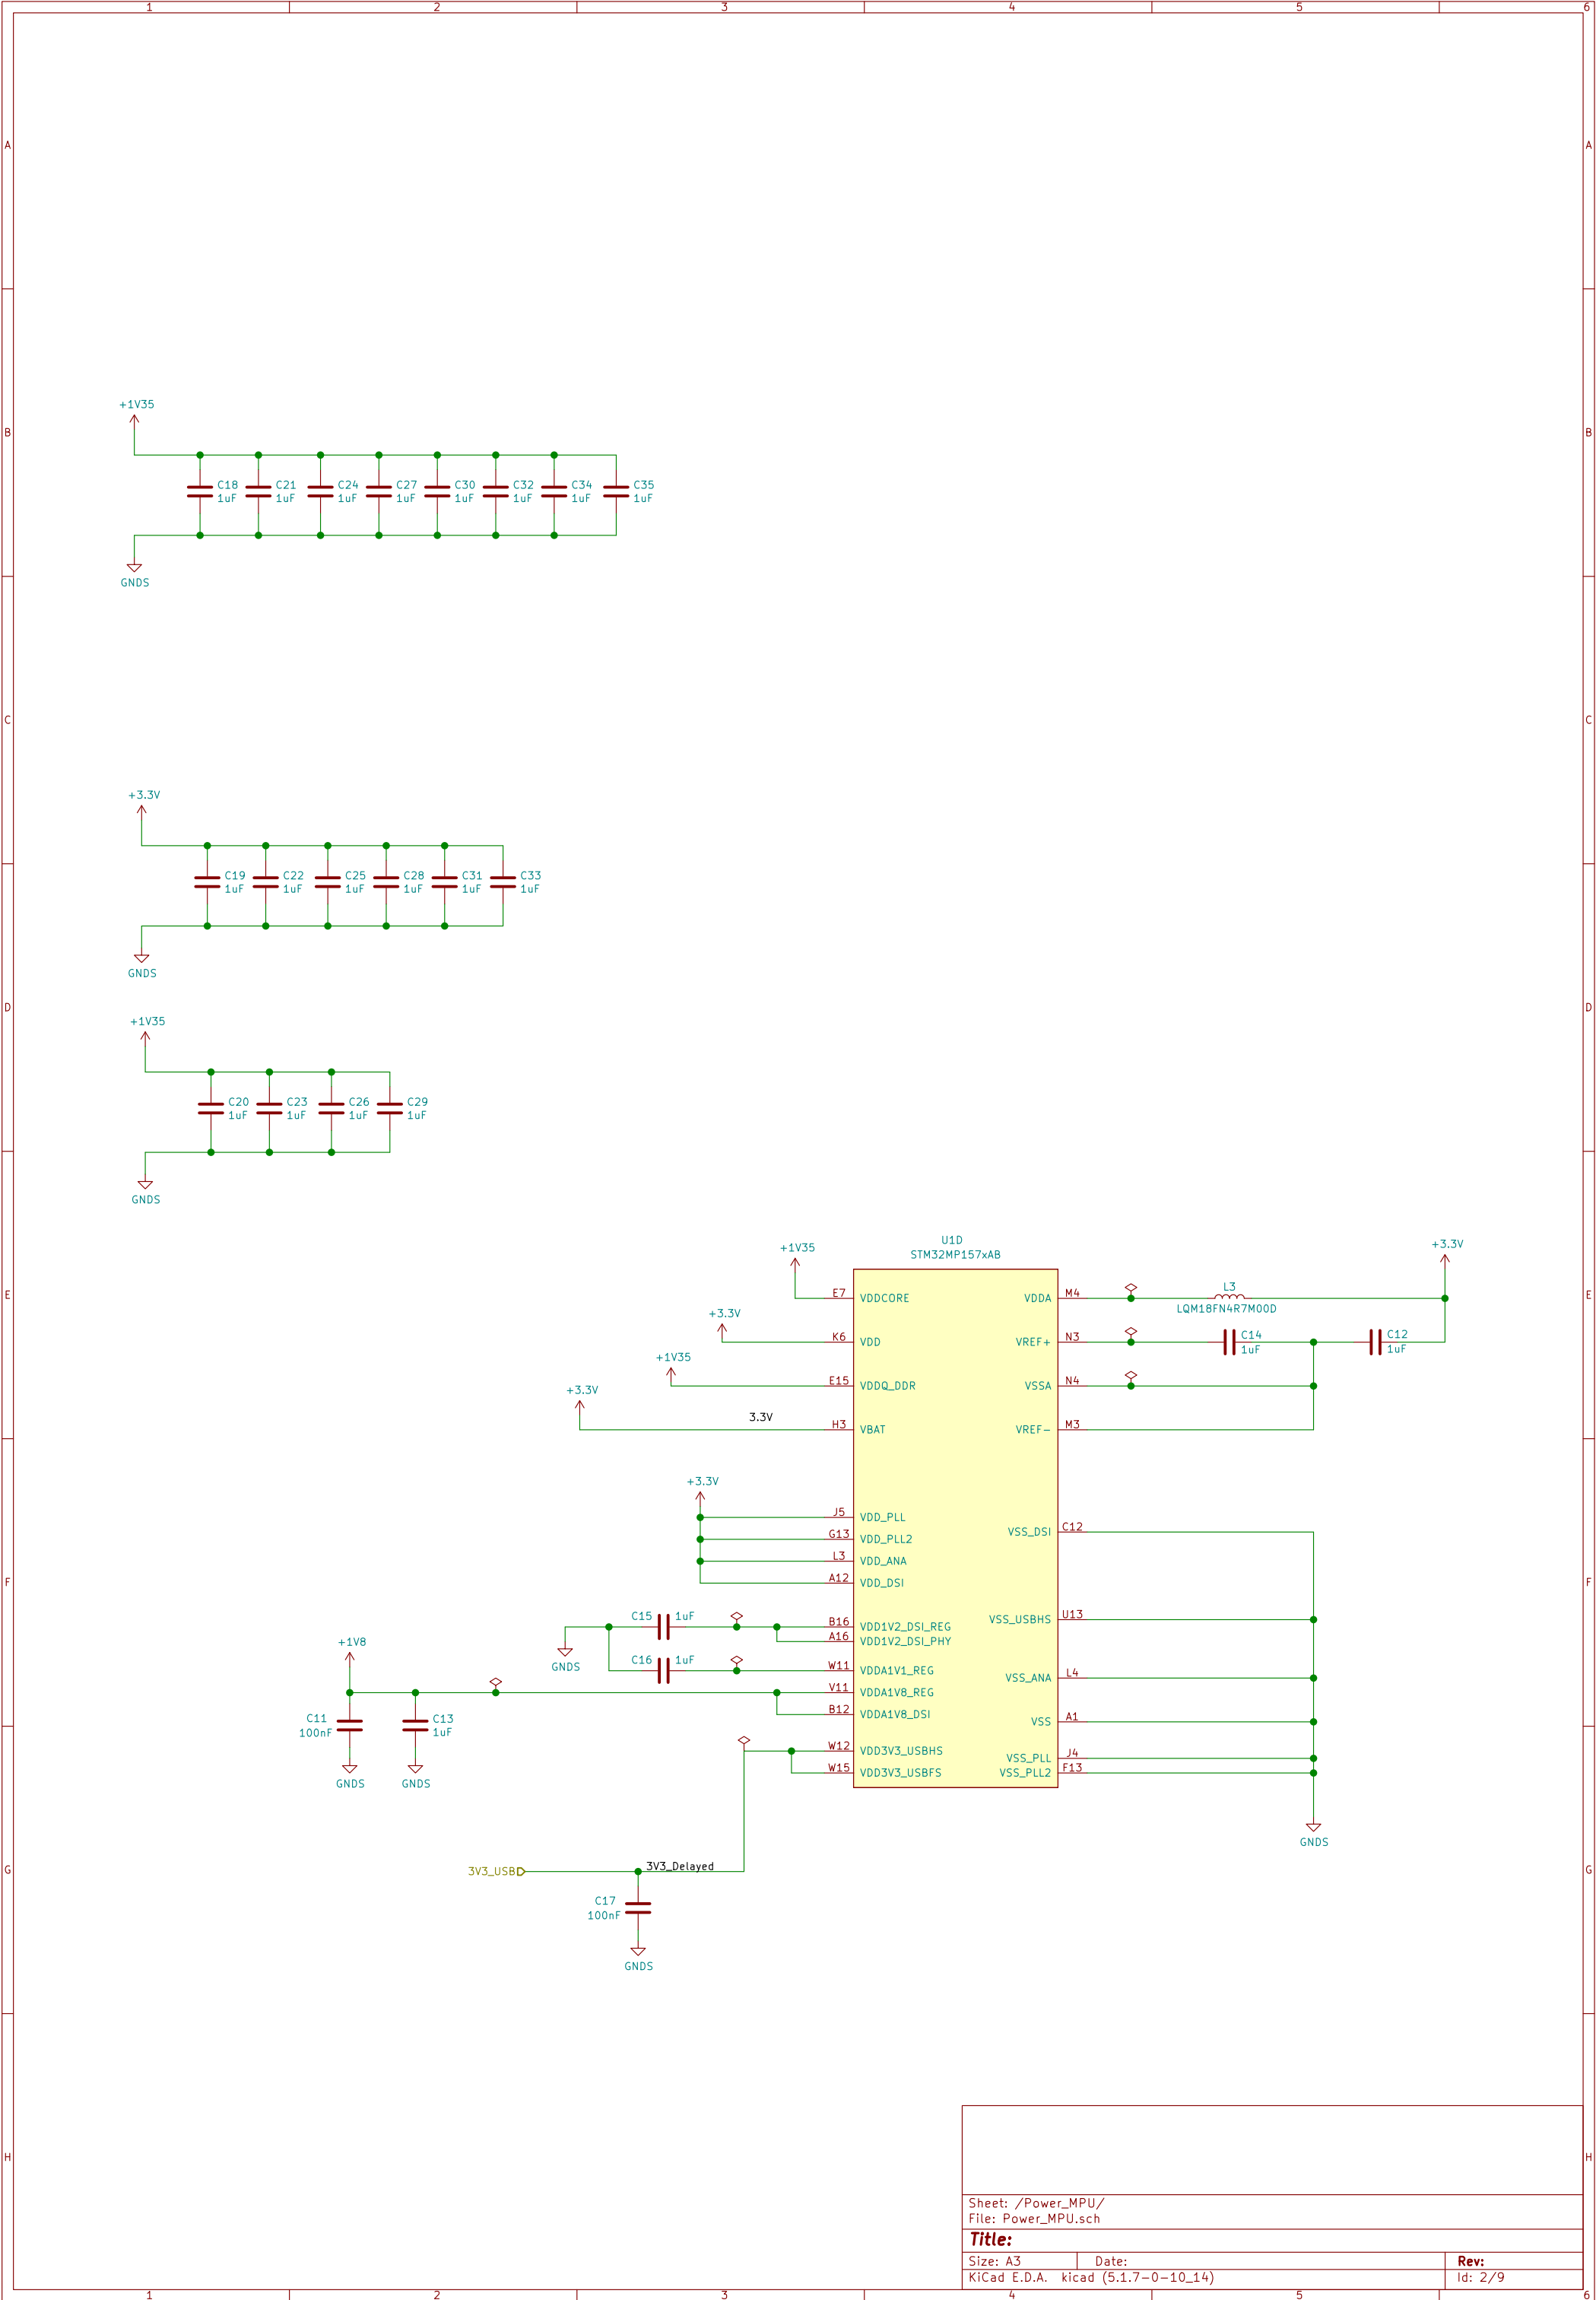 1 2 3 4 5 6
A A
+1V35
B B
C18 C21 C24 C27 C30 C32 C34 C35
1uF 1uF 1uF 1uF 1uF 1uF 1uF 1uF
GNDS
C C
+3.3V
C19 C22 C25 C28 C31 C33
1uF 1uF 1uF 1uF 1uF 1uF
GNDS
D D
+1V35
C20 C23 C26 C29
1uF 1uF 1uF 1uF
GNDS
U1D
STM32MP157xAB
+1V35
+3.3V
E E
E7 VDDCORE VDDA M4
L3
LQM18FN4R7M00D
+3.3V
K6 VDD VREF+ N3
C14
1uF
C12
1uF
+1V35
E15 VDDQ_DDR VSSA N4
+3.3V
3.3V
H3 VBAT VREF- M3
+3.3V
J5 VDD_PLL
VSS_DSI C12
G13 VDD_PLL2
L3 VDD_ANA
F F
A12 VDD_DSI
C15 1uF
VSS_USBHS U13
B16 VDD1V2_DSI_REG
A16 VDD1V2_DSI_PHY
+1V8
GNDS
C16 1uF
W11 VDDA1V1_REG
VSS_ANA L4
V11 VDDA1V8_REG
B12 VDDA1V8_DSI
VSS A1
C11
100nF
C13
1uF
W12 VDD3V3_USBHS
VSS_PLL J4
W15 VDD3V3_USBFS
VSS_PLL2 F13
GNDS GNDS
GNDS
G G
3V3_USB 3V3_Delayed
C17
100nF
GNDS
H H
Sheet: /Power_MPU/
File: Power_MPU.sch
Title:
Size: A3 Date: Rev:
KiCad E.D.A. kicad (5.1.7-0-10_14) Id: 2/9
1 2 3 4 5 6